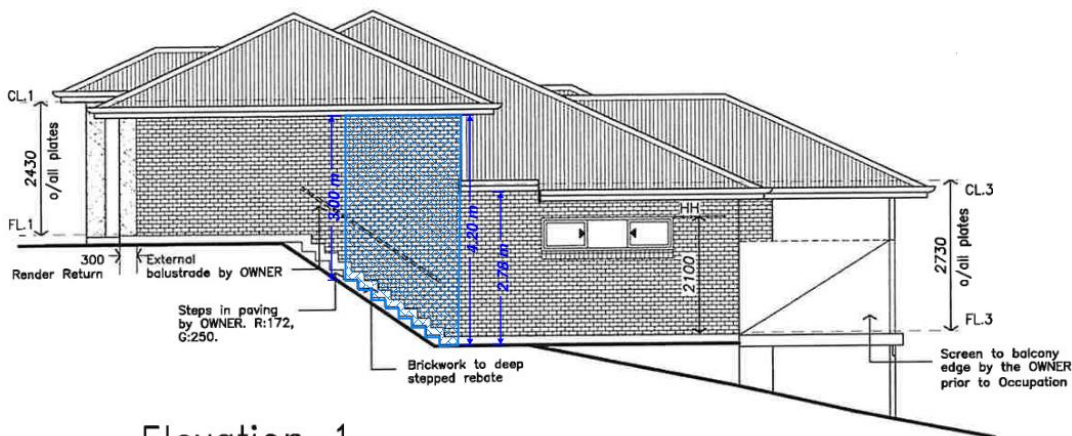 CL.1
2430
o/all plates
FL.1
300
Render Return
External
balustrade by OWNER
3.00 m
4.20 m
2.78 m
HH
2100
CL.3
2730
o/all plates
FL.3
Steps in paving
by OWNER. R:172,
G:250.
Brickwork to deep
stepped rebate
Screen to balcony
edge by the OWNER
prior to Occupation
Elevation 1